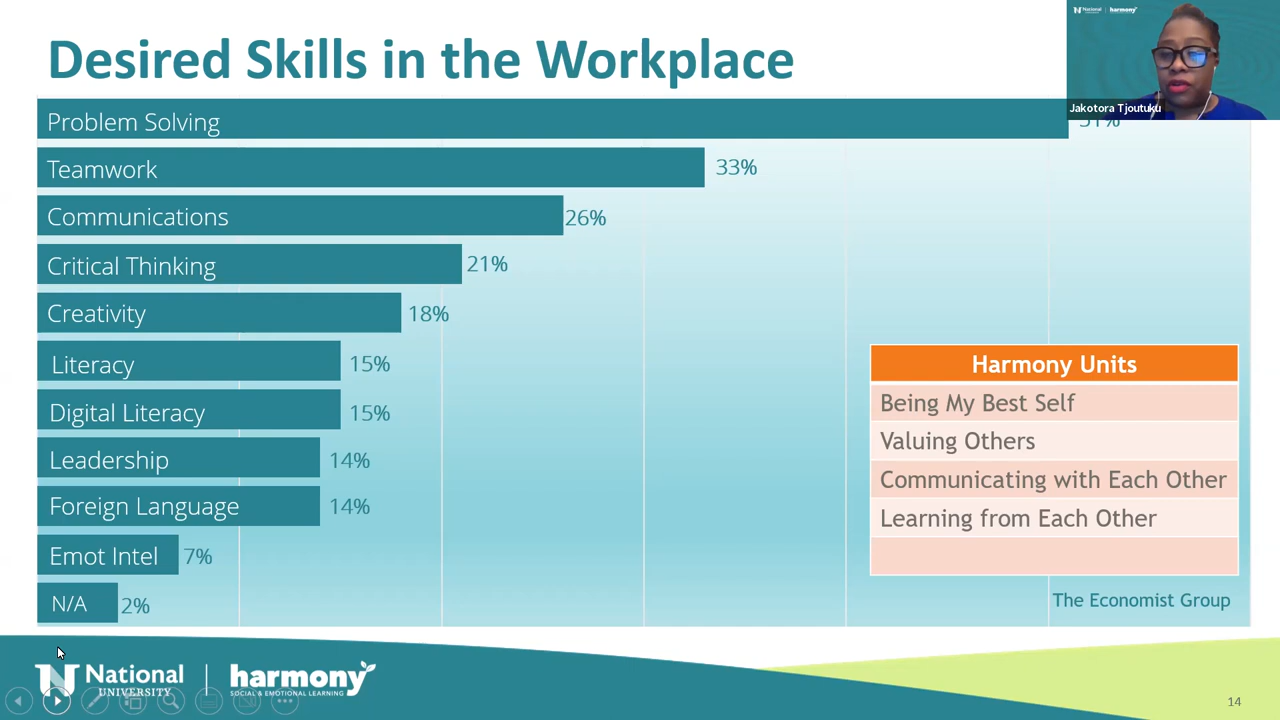 Desired Skills in the Workplace
National UNIVERSITY harmony
Jakotora Tjoutuku
Problem Solving
Teamwork 33%
Communications 26%
Critical Thinking 21%
Creativity 18%
Literacy 15%
Digital Literacy 15%
Leadership 14%
Foreign Language 14%
Emot Intel 7%
N/A 2%
Harmony Units
Being My Best Self
Valuing Others
Communicating with Each Other
Learning from Each Other
The Economist Group
National
UNIVERSITY
harmony
SOCIAL & EMOTIONAL LEARNING
14